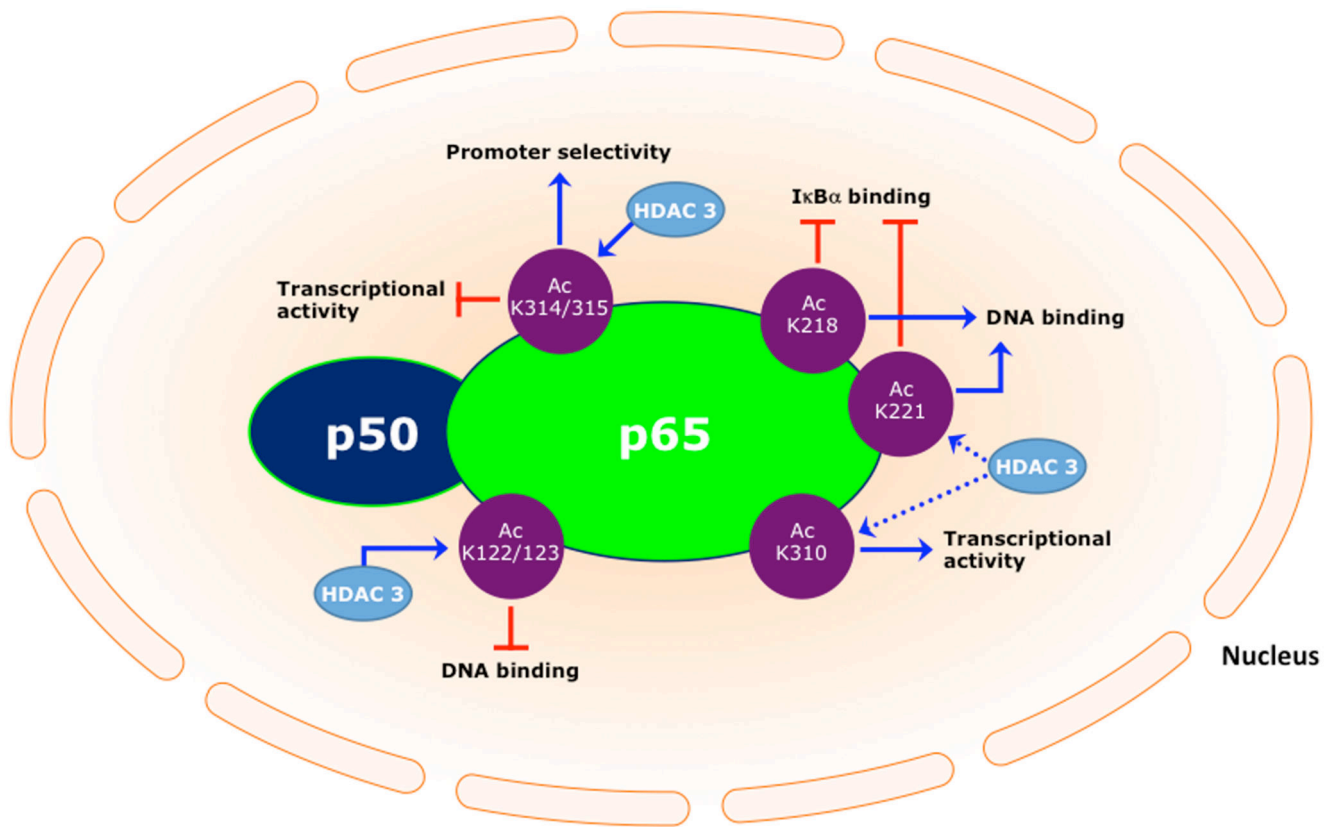 Promoter selectivity
HDAC 3
IκBα binding
Transcriptional
activity
Ac
K314/315
Ac
K218
DNA binding
Ac
K221
p50
p65
HDAC 3
Ac
K122/123
Ac
K310
Transcriptional
activity
HDAC 3
DNA binding
Nucleus